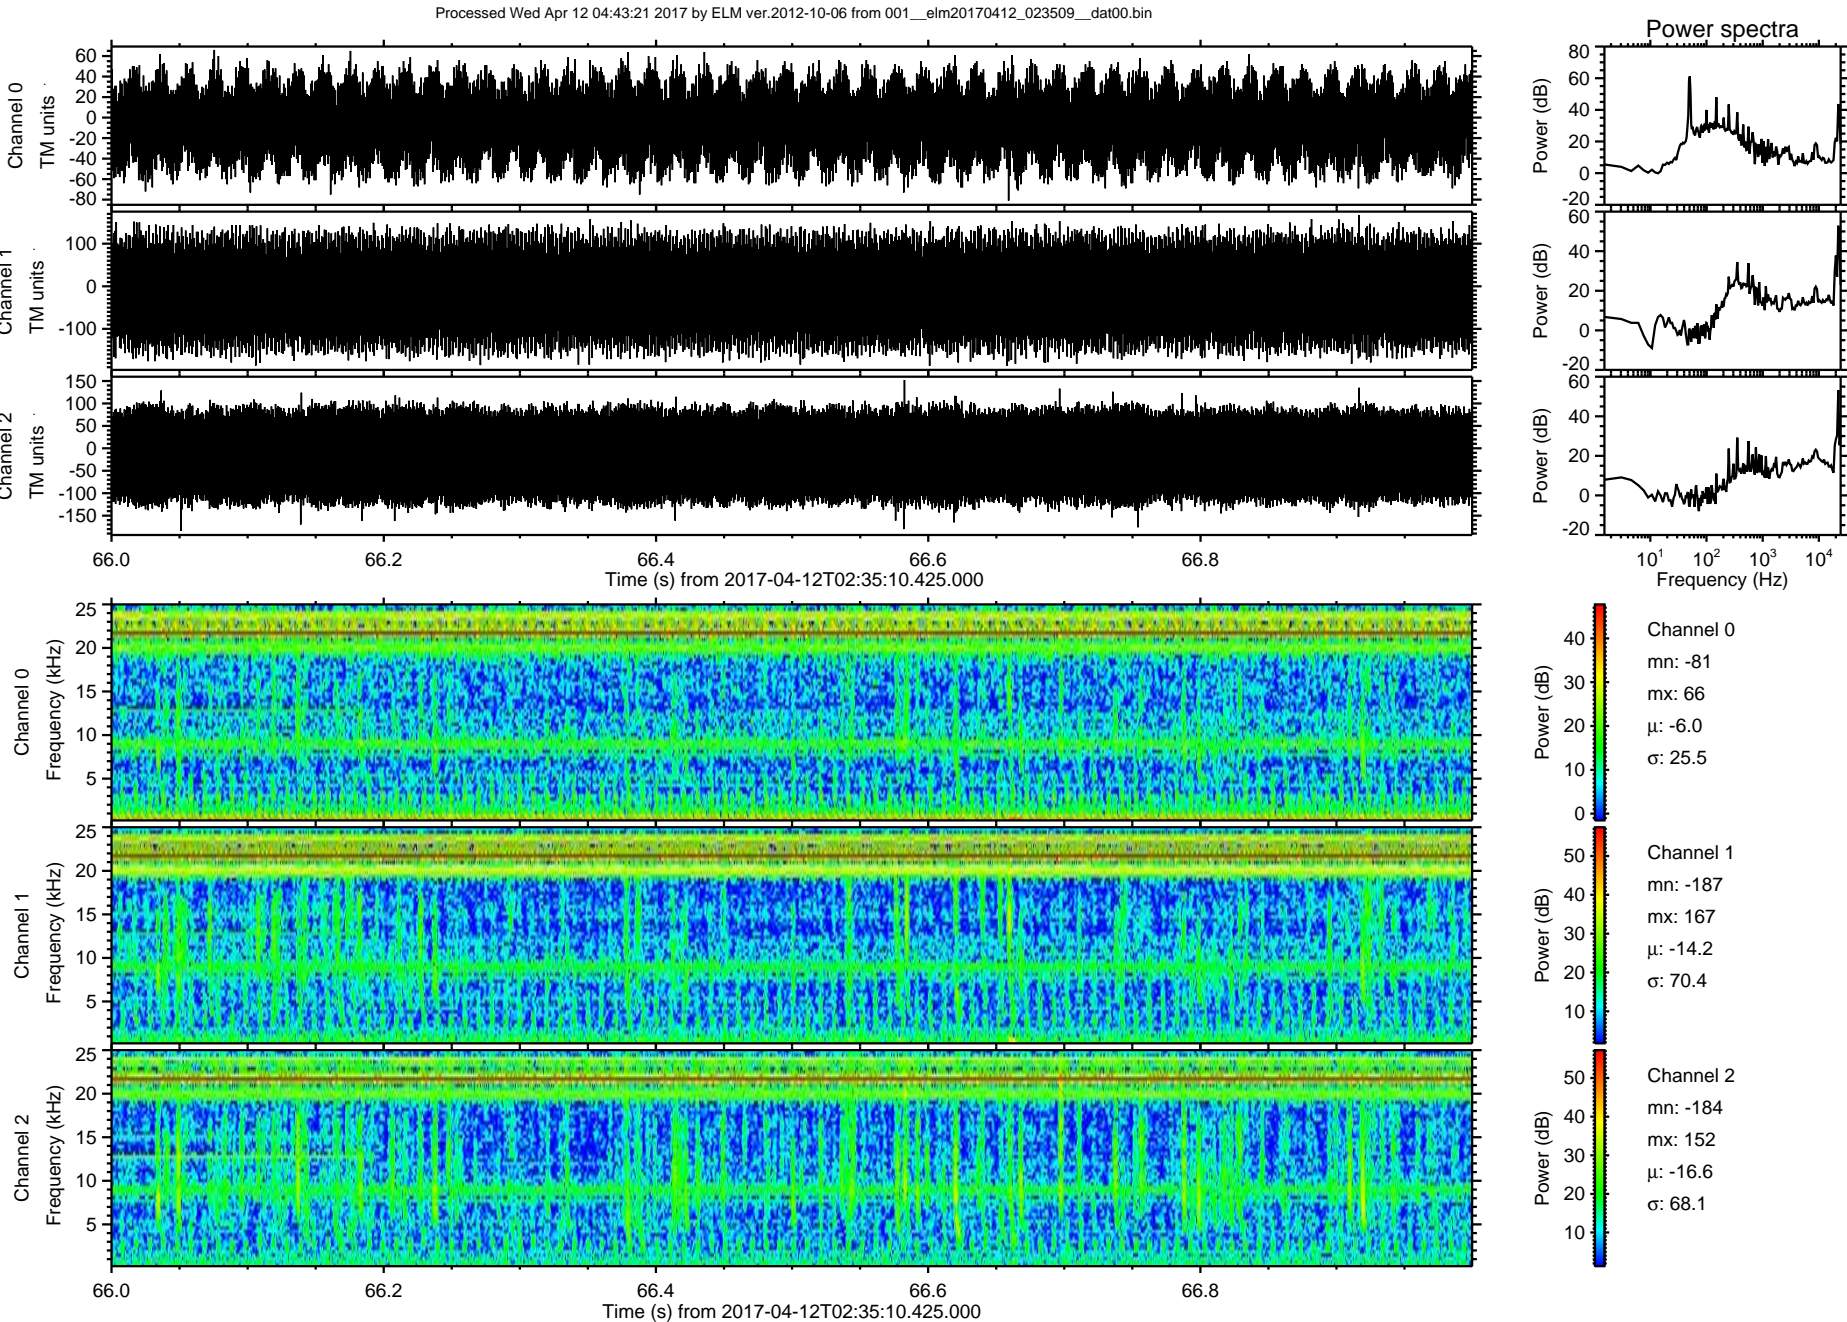 Processed Wed Apr 12 04:43:21 2017 by ELM ver.2012-10-06 from 001__elm20170412_023509__dat00.bin
Power spectra
Channel 0
TM units
60
40
20
0
-20
-40
-60
-80
Power (dB)
80
60
40
20
0
-20
Channel 1
TM units
100
0
-100
Power (dB)
60
40
20
0
-20
Channel 2
TM units
150
100
50
0
-50
-100
-150
Power (dB)
60
40
20
0
-20
66.0 66.2 66.4 66.6 66.8
Time (s) from 2017-04-12T02:35:10.425.000
10^1 10^2 10^3 10^4
Frequency (Hz)
Channel 0
Frequency (kHz)
25
20
15
10
5
Power (dB)
40
30
20
10
0
Channel 0
mn: -81
mx: 66
µ: -6.0
σ: 25.5
Channel 1
Frequency (kHz)
25
20
15
10
5
Power (dB)
50
40
30
20
10
Channel 1
mn: -187
mx: 167
µ: -14.2
σ: 70.4
Channel 2
Frequency (kHz)
25
20
15
10
5
Power (dB)
50
40
30
20
10
Channel 2
mn: -184
mx: 152
µ: -16.6
σ: 68.1
66.0 66.2 66.4 66.6 66.8
Time (s) from 2017-04-12T02:35:10.425.000